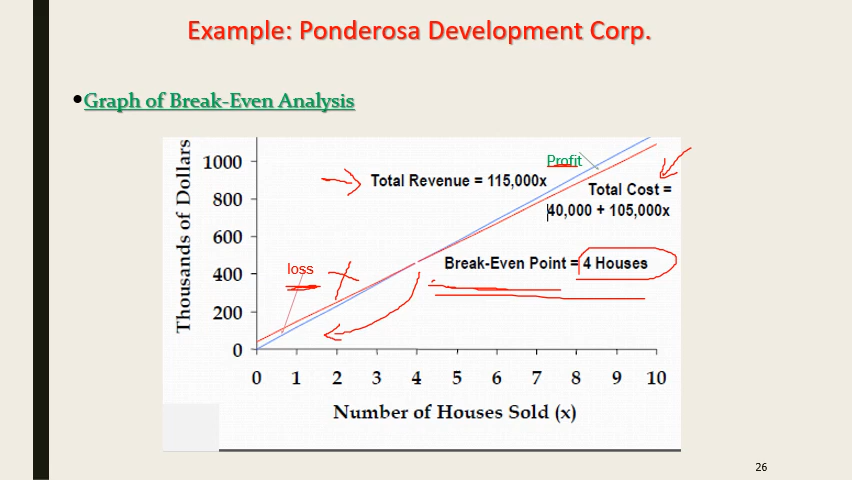 Example: Ponderosa Development Corp.
•Graph of Break-Even Analysis
Thousands of Dollars
1000
800
600
400
200
0
Profit
Total Revenue = 115,000x
Total Cost =
40,000 + 105,000x
loss
Break-Even Point = 4 Houses
0 1 2 3 4 5 6 7 8 9 10
Number of Houses Sold (x)
26